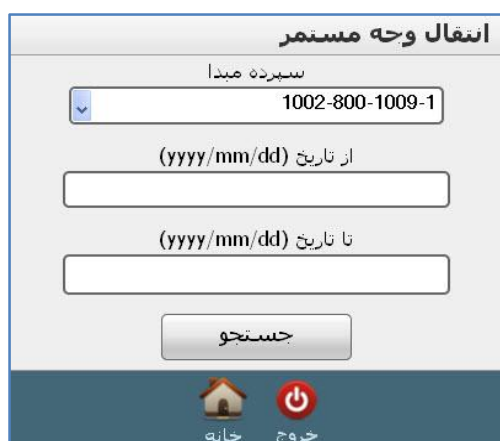 انتقال وجه مستمر
سپرده مبدا
1002-800-1009-1
از تاریخ (yyyy/mm/dd)
تا تاریخ (yyyy/mm/dd)
جستجو
خروج خانه